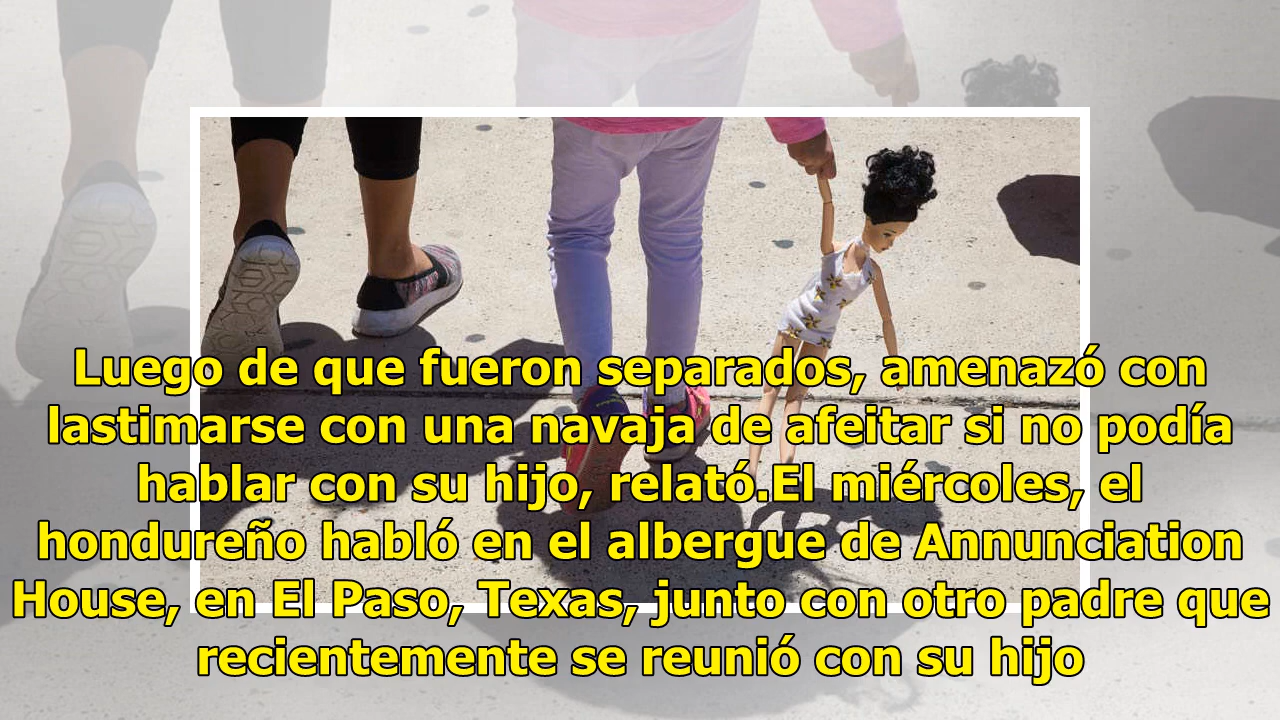 Luego de que fueron separados, amenazó con
lastimarse con una navaja de afeitar si no podía
hablar con su hijo, relató.El miércoles, el
hondureño habló en el albergue de Annunciation
House, en El Paso, Texas, junto con otro padre que
recientemente se reunió con su hijo